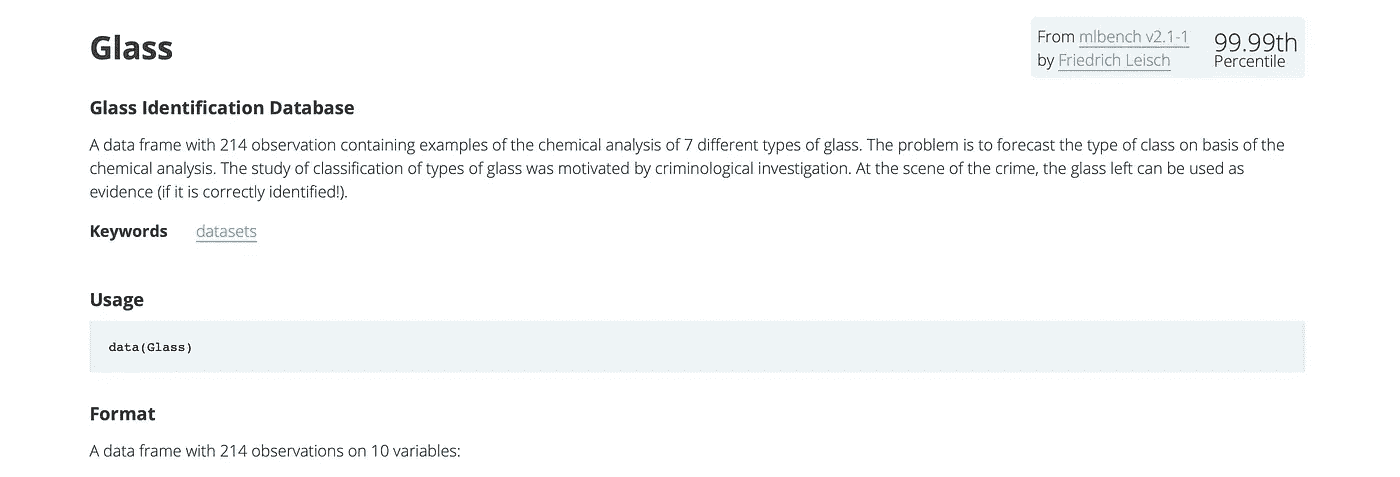 Glass
From mlbench v2.1-1
by Friedrich Leisch
99.99th
Percentile
Glass Identification Database
A data frame with 214 observation containing examples of the chemical analysis of 7 different types of glass. The problem is to forecast the type of class on basis of the
chemical analysis. The study of classification of types of glass was motivated by criminological investigation. At the scene of the crime, the glass left can be used as
evidence (if it is correctly identified!).
Keywords datasets
Usage
data(Glass)
Format
A data frame with 214 observations on 10 variables: